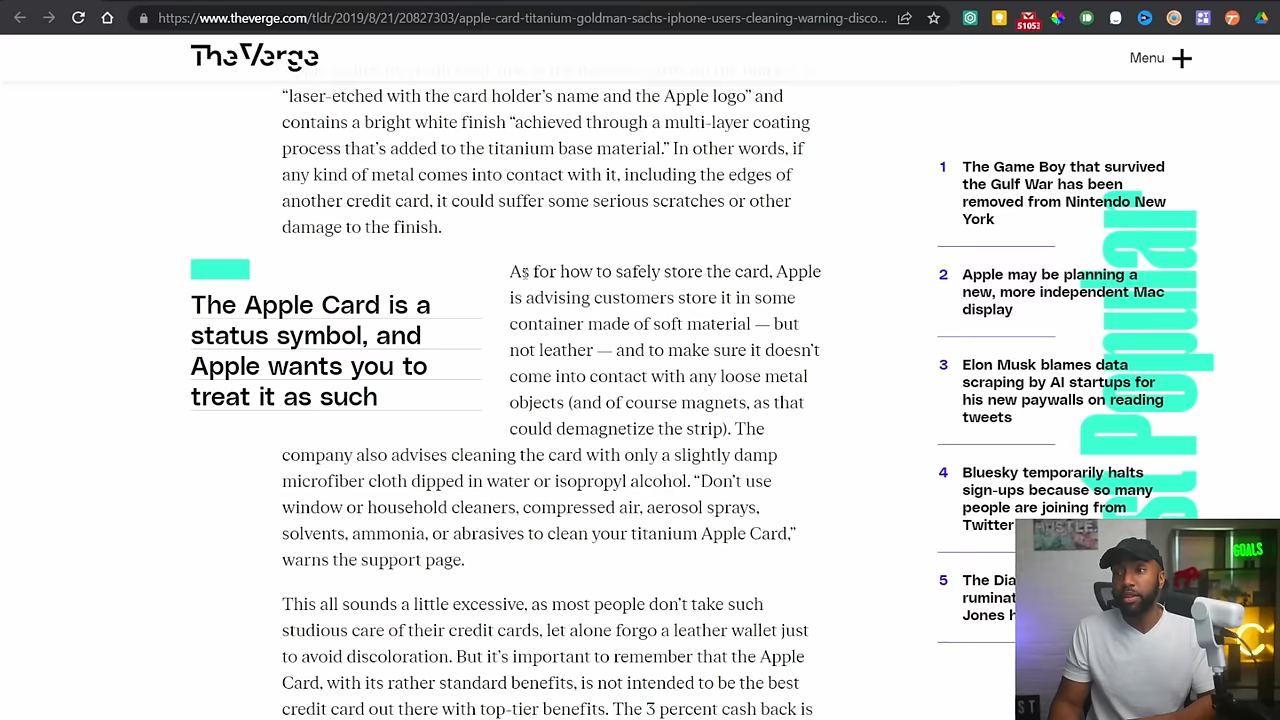 https://www.theverge.com/tldr/2019/8/21/20827303/apple-card-titanium-goldman-sachs-iphone-users-cleaning-warning-disco...
51053
The Verge
Menu
“laser-etched with the card holder’s name and the Apple logo” and
contains a bright white finish “achieved through a multi-layer coating
process that’s added to the titanium base material.” In other words, if
any kind of metal comes into contact with it, including the edges of
another credit card, it could suffer some serious scratches or other
damage to the finish.
The Apple Card is a
status symbol, and
Apple wants you to
treat it as such
As for how to safely store the card, Apple
is advising customers store it in some
container made of soft material — but
not leather — and to make sure it doesn’t
come into contact with any loose metal
objects (and of course magnets, as that
could demagnetize the strip). The
company also advises cleaning the card with only a slightly damp
microfiber cloth dipped in water or isopropyl alcohol. “Don’t use
window or household cleaners, compressed air, aerosol sprays,
solvents, ammonia, or abrasives to clean your titanium Apple Card,”
warns the support page.
This all sounds a little excessive, as most people don’t take such
studious care of their credit cards, let alone forgo a leather wallet just
to avoid discoloration. But it’s important to remember that the Apple
Card, with its rather standard benefits, is not intended to be the best
credit card out there with top-tier benefits. The 3 percent cash back is
st Popular
1 The Game Boy that survived
the Gulf War has been
removed from Nintendo New
York
2 Apple may be planning a
new, more independent Mac
display
3 Elon Musk blames data
scraping by AI startups for
his new paywalls on reading
tweets
4 Bluesky temporarily halts
sign-ups because so many
people are joining from
Twitter
5 The Dia
ruminat
Jones h
HUSTLE.
GOALS